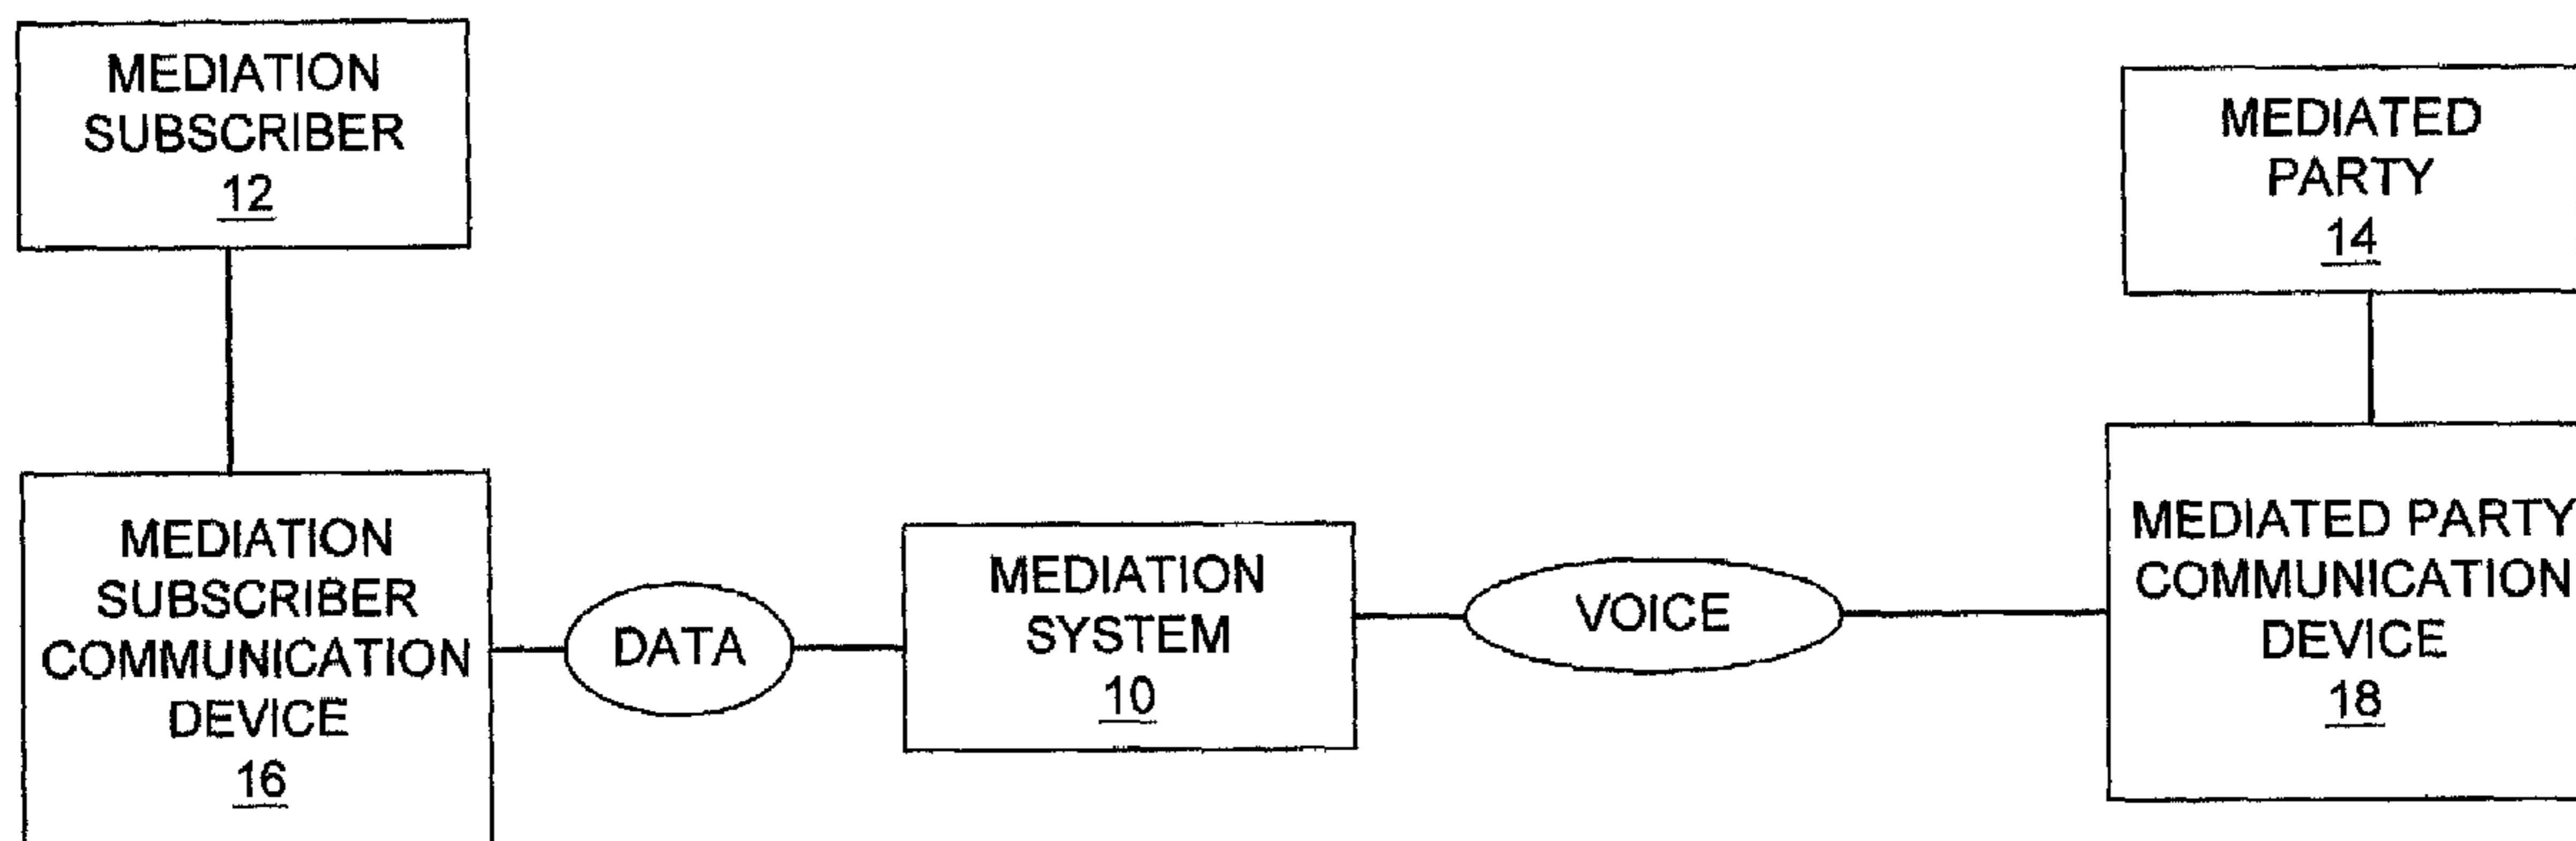 MEDIATION
SUBSCRIBER
12
MEDIATED
PARTY
14
MEDIATION
SUBSCRIBER
COMMUNICATION
DEVICE
16
DATA
MEDIATION
SYSTEM
10
VOICE
MEDIATED PARTY
COMMUNICATION
DEVICE
18